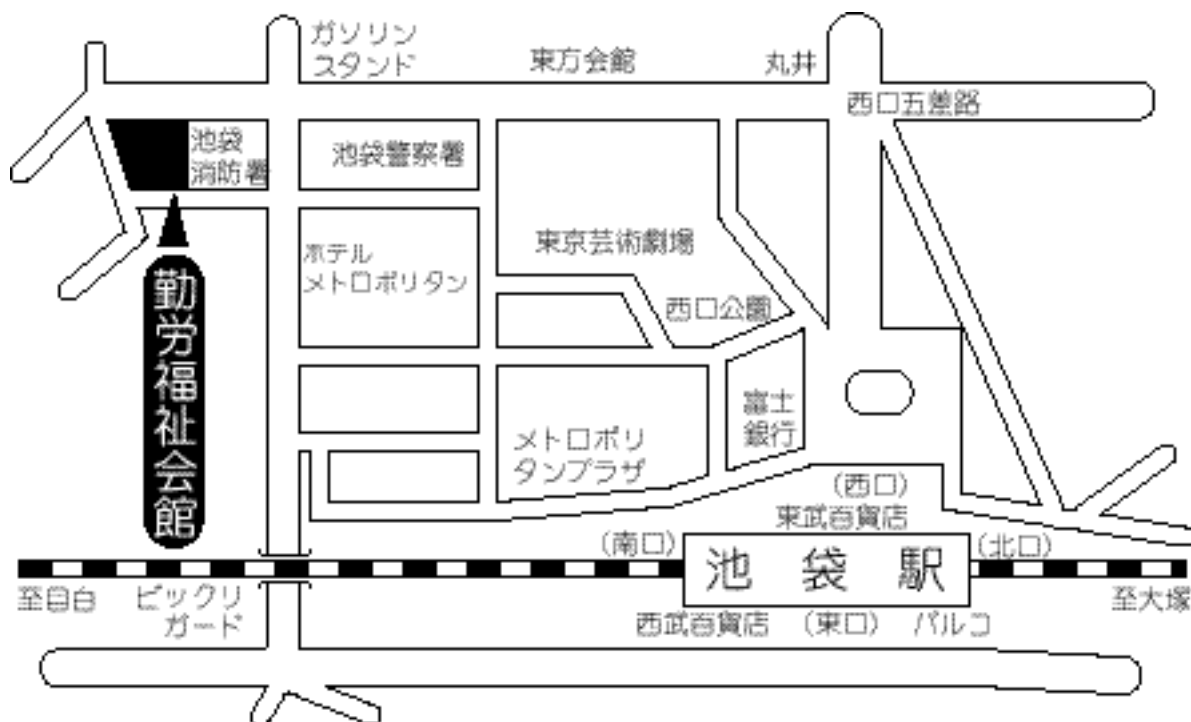 ガソリン
スタンド
東方会館
丸井
西口五差路
池袋
消防署
池袋警察署
東京芸術劇場
ホテル
メトロポリタン
勤労福祉会館
西口公園
富士
銀行
メトロポリ
タンプラザ
(西口)
東武百貨店
(南口)
池袋駅
(北口)
至目白
ビックリ
ガード
西武百貨店
(東口)
パルコ
至大塚